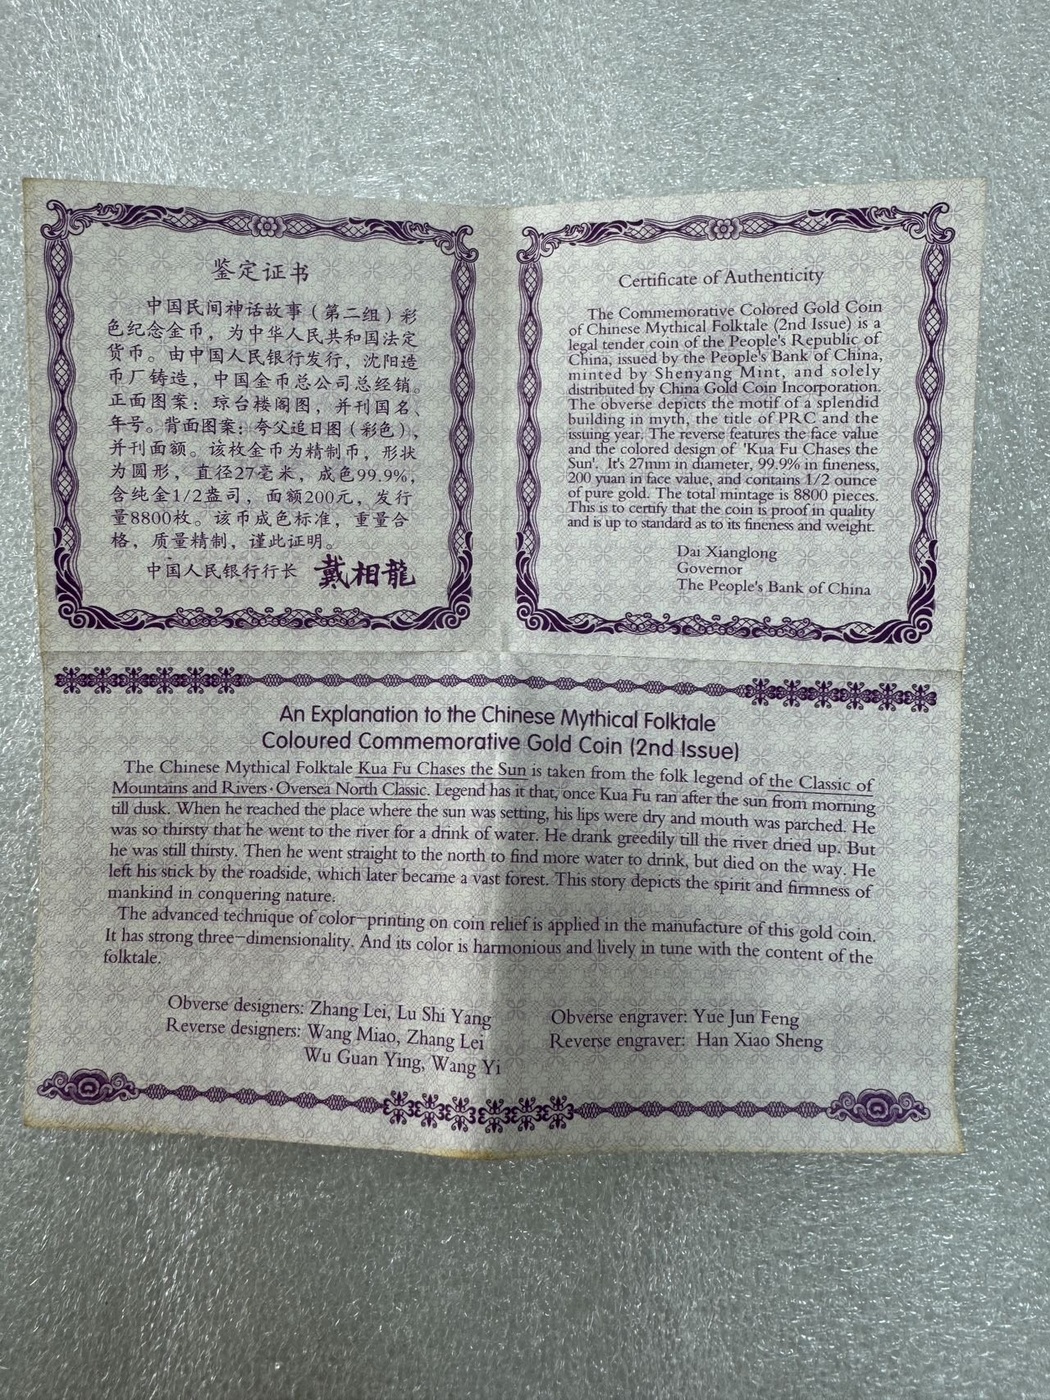 鉴定证书
中国民间神话故事（第二组）彩
色纪念金币，为中华人民共和国法定
货币。由中国人民银行发行，沈阳造
币厂铸造，中国金币总公司总经销。
正面图案：琼台楼阁图，并刊国名、
年号。背面图案：夸父追日图（彩色），
并刊面额。该枚金币为精制币，形状
为圆形，直径27毫米，成色99.9%，
含纯金1/2盎司，面额200元，发行
量8800枚。该币成色标准，重量合
格，质量精制，谨此证明。
中国人民银行行长 戴相龍
Certificate of Authenticity
The Commemorative Colored Gold Coin
of Chinese Mythical Folktale (2nd Issue) is a
legal tender coin of the People's Republic of
China, issued by the People's Bank of China,
minted by Shenyang Mint, and solely
distributed by China Gold Coin Incorporation.
The obverse depicts the motif of a splendid
building in myth, the title of PRC and the
issuing year. The reverse features the face value
and the colored design of 'Kua Fu Chases the
Sun'. It's 27mm in diameter, 99.9% in fineness,
200 yuan in face value, and contains 1/2 ounce
of pure gold. The total mintage is 8800 pieces.
This is to certify that the coin is proof in quality
and is up to standard as to its fineness and weight.
Dai Xianglong
Governor
The People's Bank of China
An Explanation to the Chinese Mythical Folktale
Coloured Commemorative Gold Coin (2nd Issue)
The Chinese Mythical Folktale Kua Fu Chases the Sun is taken from the folk legend of the Classic of
Mountains and Rivers·Oversea North Classic. Legend has it that, once Kua Fu ran after the sun from morning
till dusk. When he reached the place where the sun was setting, his lips were dry and mouth was parched. He
was so thirsty that he went to the river for a drink of water. He drank greedily till the river dried up. But
he was still thirsty. Then he went straight to the north to find more water to drink, but died on the way. He
left his stick by the roadside, which later became a vast forest. This story depicts the spirit and firmness of
mankind in conquering nature.
The advanced technique of color-printing on coin relief is applied in the manufacture of this gold coin.
It has strong three-dimensionality. And its color is harmonious and lively in tune with the content of the
folktale.
Obverse designers: Zhang Lei, Lu Shi Yang
Reverse designers: Wang Miao, Zhang Lei
Wu Guan Ying, Wang Yi
Obverse engraver: Yue Jun Feng
Reverse engraver: Han Xiao Sheng